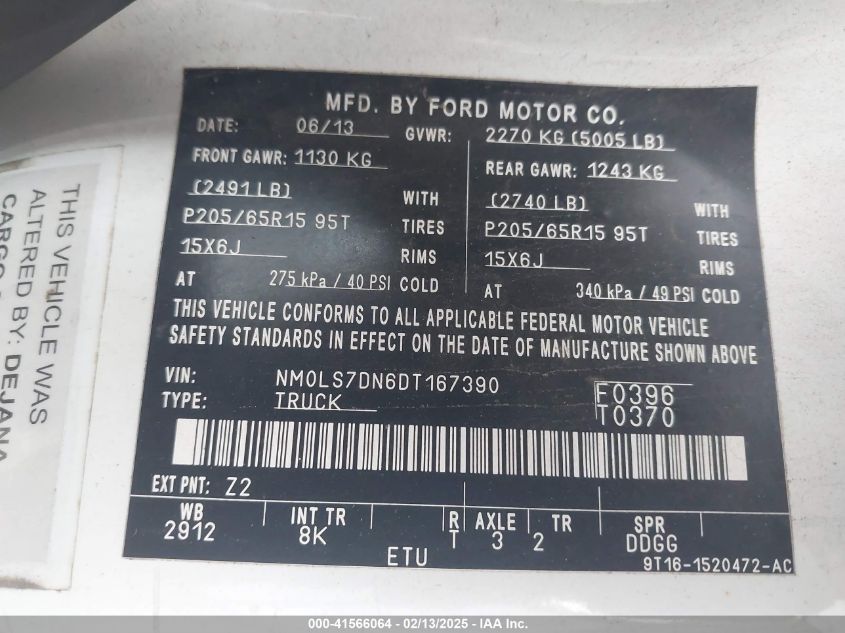 MFD. BY FORD MOTOR CO.
DATE: 06/13 GVWR: 2270 KG (5005 LB)
FRONT GAWR: 1130 KG REAR GAWR: 1243 KG
(2491 LB) WITH (2740 LB) WITH
P205/65R15 95T TIRES P205/65R15 95T TIRES
15X6J RIMS 15X6J RIMS
AT 275 kPa / 40 PSI COLD AT 340 kPa / 49 PSI COLD
THIS VEHICLE CONFORMS TO ALL APPLICABLE FEDERAL MOTOR VEHICLE
SAFETY STANDARDS IN EFFECT ON THE DATE OF MANUFACTURE SHOWN ABOVE
VIN: NM0LS7DN6DT167390 F0396
TYPE: TRUCK T0370
EXT PNT: Z2
WB INT TR R AXLE TR SPR
2912 8K T 3 2 DDGG
ETU 9T16-1520472-AC
THIS VEHICLE WAS
ALTERED BY: DEJANA
CARGO
000-41566064 / 02/13/2025 - IAA Inc.